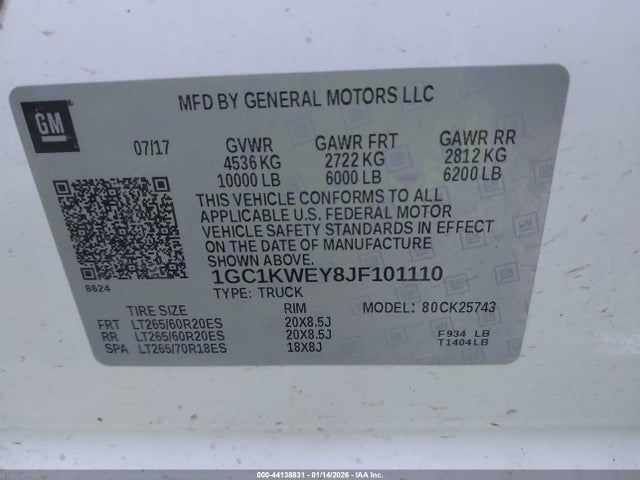 GM
MFD BY GENERAL MOTORS LLC
07/17 GVWR GAWR FRT GAWR RR
4536 KG 2722 KG 2812 KG
10000 LB 6000 LB 6200 LB
THIS VEHICLE CONFORMS TO ALL
APPLICABLE U.S. FEDERAL MOTOR
VEHICLE SAFETY STANDARDS IN EFFECT
ON THE DATE OF MANUFACTURE
SHOWN ABOVE.
1GC1KWEY8JF101110
8624
TYPE: TRUCK
TIRE SIZE RIM MODEL: 80CK25743
FRT LT265/60R20ES 20X8.5J
RR LT265/60R20ES 20X8.5J F934 LB
SPA LT265/70R18ES 18X8J T1404LB
000-44138831 - 01/14/2026 - IAA Inc.